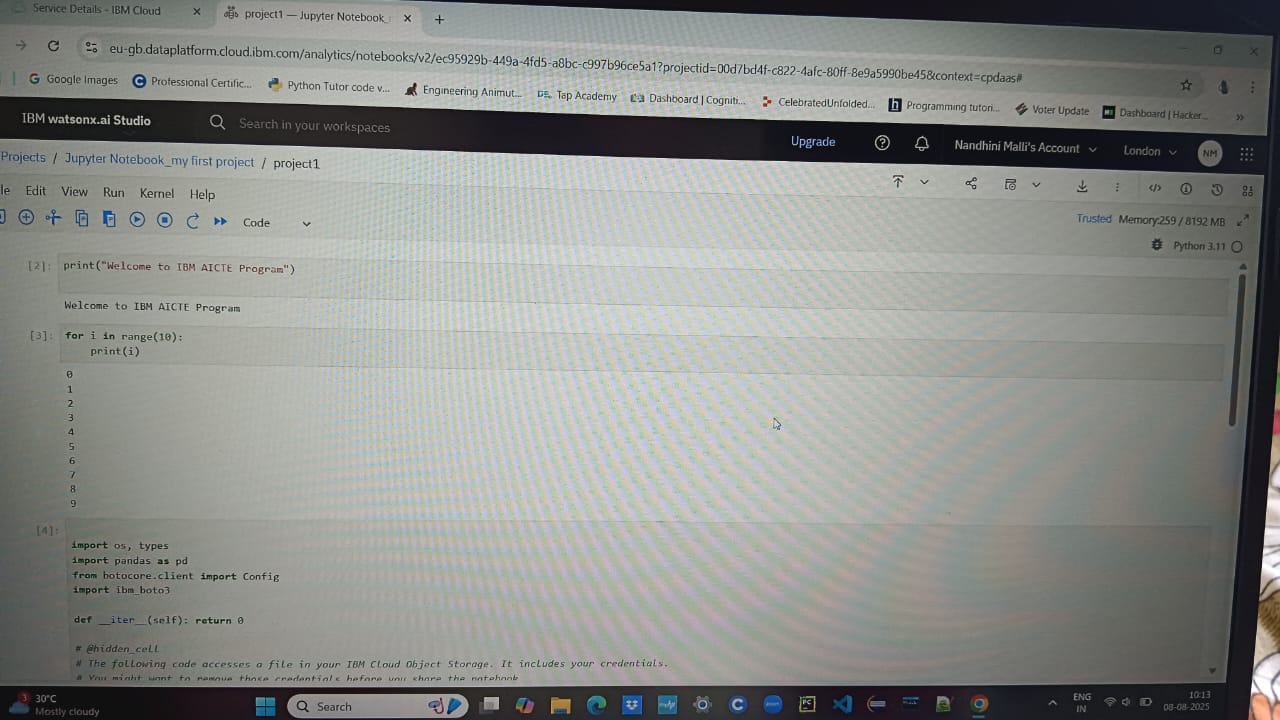 Service Details - IBM Cloud
project1 — Jupyter Notebook_
eu-gb.dataplatform.cloud.ibm.com/analytics/notebooks/v2/ec95929b-449a-4fd5-a8bc-c997b96ce5a1?projectid=00d7bd4f-c822-4afc-80ff-8e9a5990be45&context=cpdaas#
Google Images Professional Certific... Python Tutor code v... Engineering Animut... Tap Academy Dashboard | Cogniti... CelebratedUnfolded... Programming tutori... Voter Update Dashboard | Hacker... »
IBM watsonx.ai Studio Search in your workspaces Upgrade Nandhini Malli's Account London NM
Projects / Jupyter Notebook_my first project / project1
le Edit View Run Kernel Help
Code
Trusted Memory:259 / 8192 MB
Python 3.11
[2]: print("Welcome to IBM AICTE Program")
Welcome to IBM AICTE Program
[3]: for i in range(10):
print(i)
0
1
2
3
4
5
6
7
8
9
[4]:
import os, types
import pandas as pd
from botocore.client import Config
import ibm_boto3
def __iter__(self): return 0
# @hidden_cell
# The following code accesses a file in your IBM Cloud Object Storage. It includes your credentials.
# You might want to remove those credentials before you share the notebook
3
30°C
Mostly cloudy
Search
ENG
IN
10:13
08-08-2025